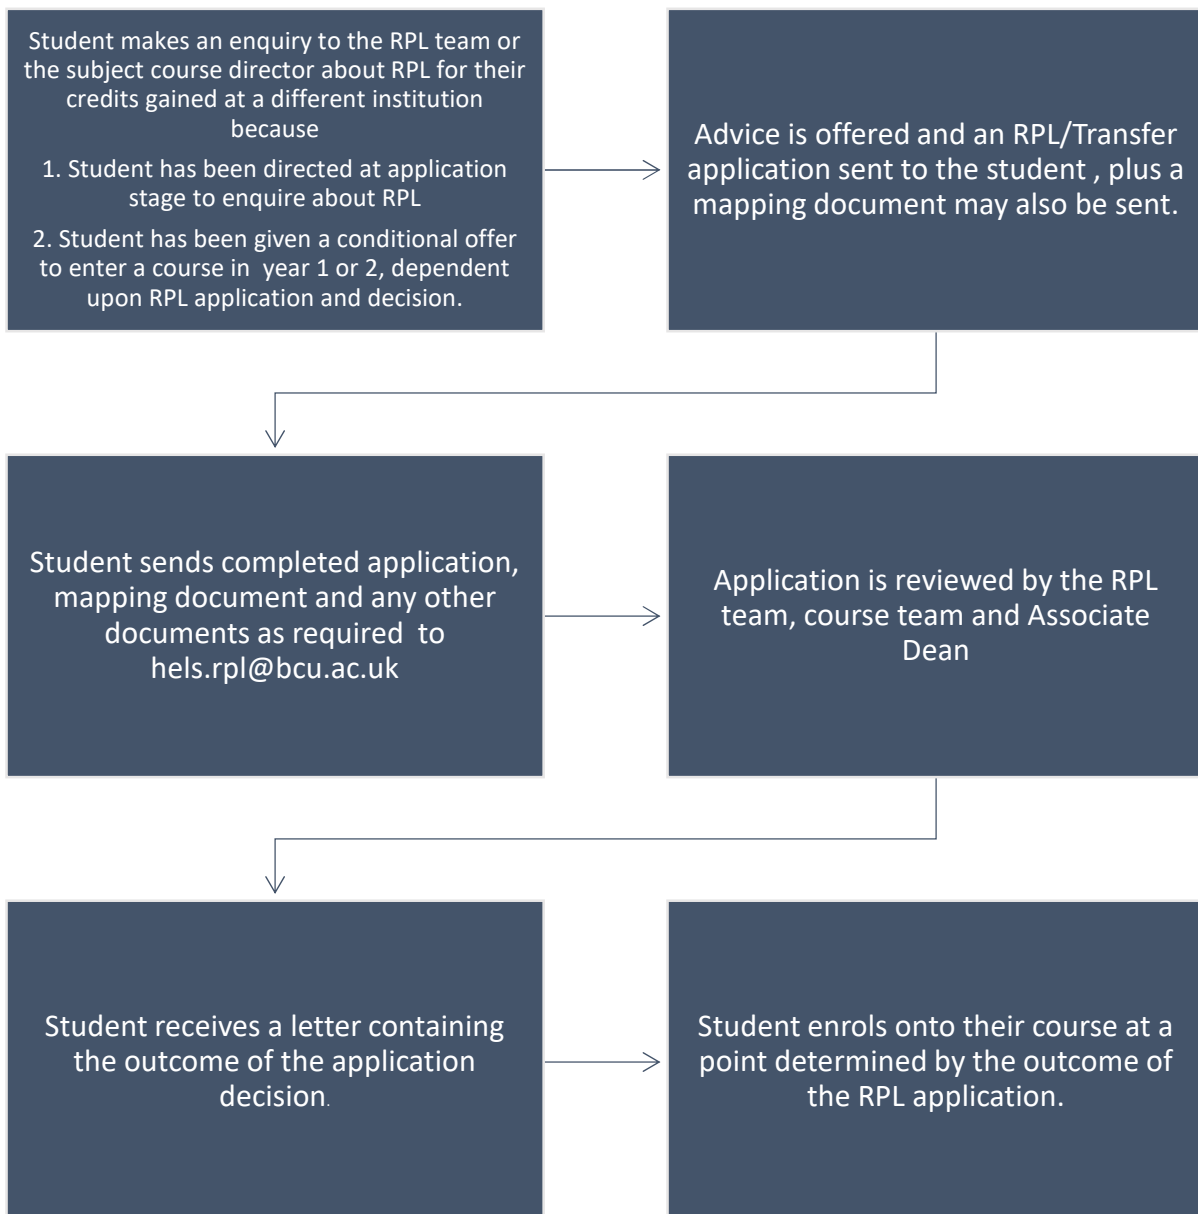 Student makes an enquiry to the RPL team or
the subject course director about RPL for their
credits gained at a different institution
because
1. Student has been directed at application
stage to enquire about RPL
2. Student has been given a conditional offer
to enter a course in  year 1 or 2, dependent
upon RPL application and decision.
Advice is offered and an RPL/Transfer
application sent to the student , plus a
mapping document may also be sent.
Student sends completed application,
mapping document and any other
documents as required  to
hels.rpl@bcu.ac.uk
Application is reviewed by the RPL
team, course team and Associate
Dean
Student receives a letter containing
the outcome of the application
decision.
Student enrols onto their course at a
point determined by the outcome of
the RPL application.